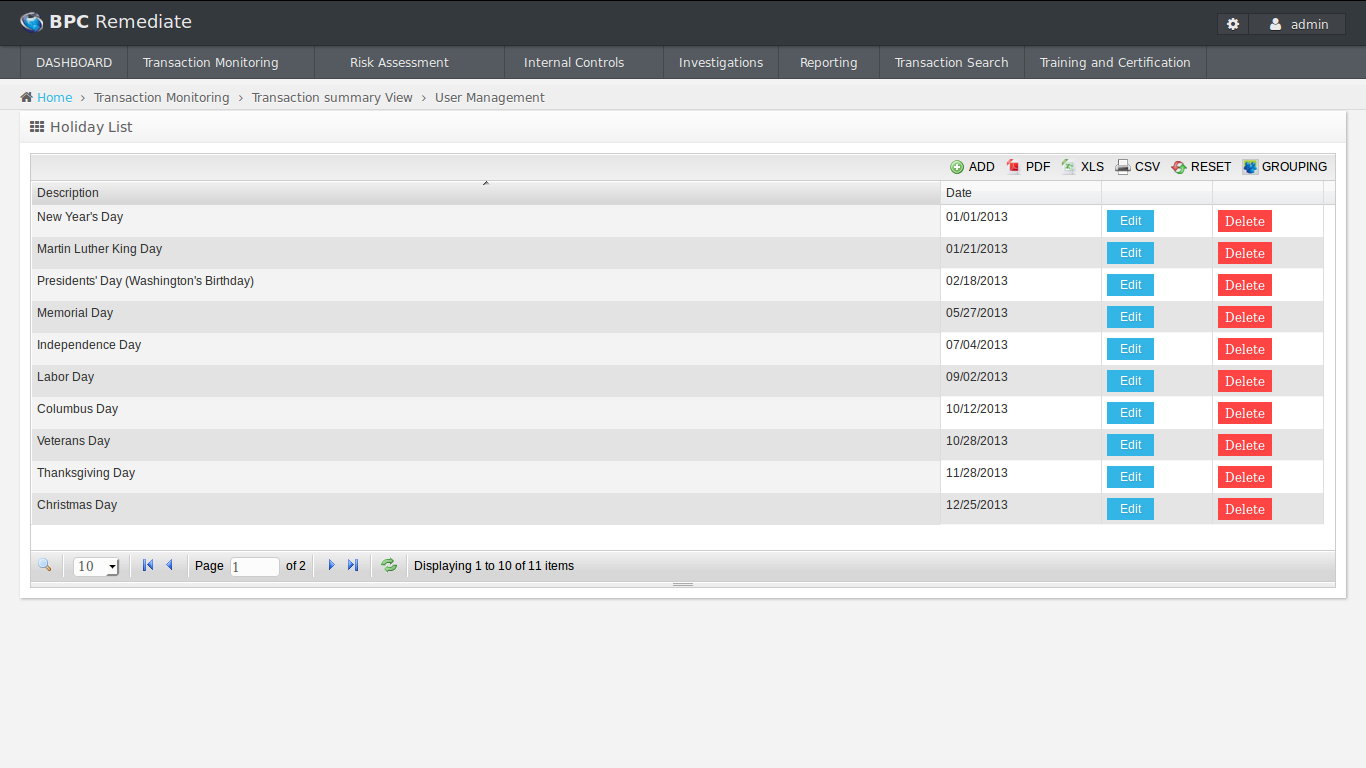 BPC Remediate
admin
DASHBOARD Transaction Monitoring Risk Assessment Internal Controls Investigations Reporting Transaction Search Training and Certification
Home › Transaction Monitoring › Transaction summary View › User Management
Holiday List
ADD PDF XLS CSV RESET GROUPING
Description Date
New Year's Day 01/01/2013 Edit Delete
Martin Luther King Day 01/21/2013 Edit Delete
Presidents' Day (Washington's Birthday) 02/18/2013 Edit Delete
Memorial Day 05/27/2013 Edit Delete
Independence Day 07/04/2013 Edit Delete
Labor Day 09/02/2013 Edit Delete
Columbus Day 10/12/2013 Edit Delete
Veterans Day 10/28/2013 Edit Delete
Thanksgiving Day 11/28/2013 Edit Delete
Christmas Day 12/25/2013 Edit Delete
10 Page 1 of 2 Displaying 1 to 10 of 11 items